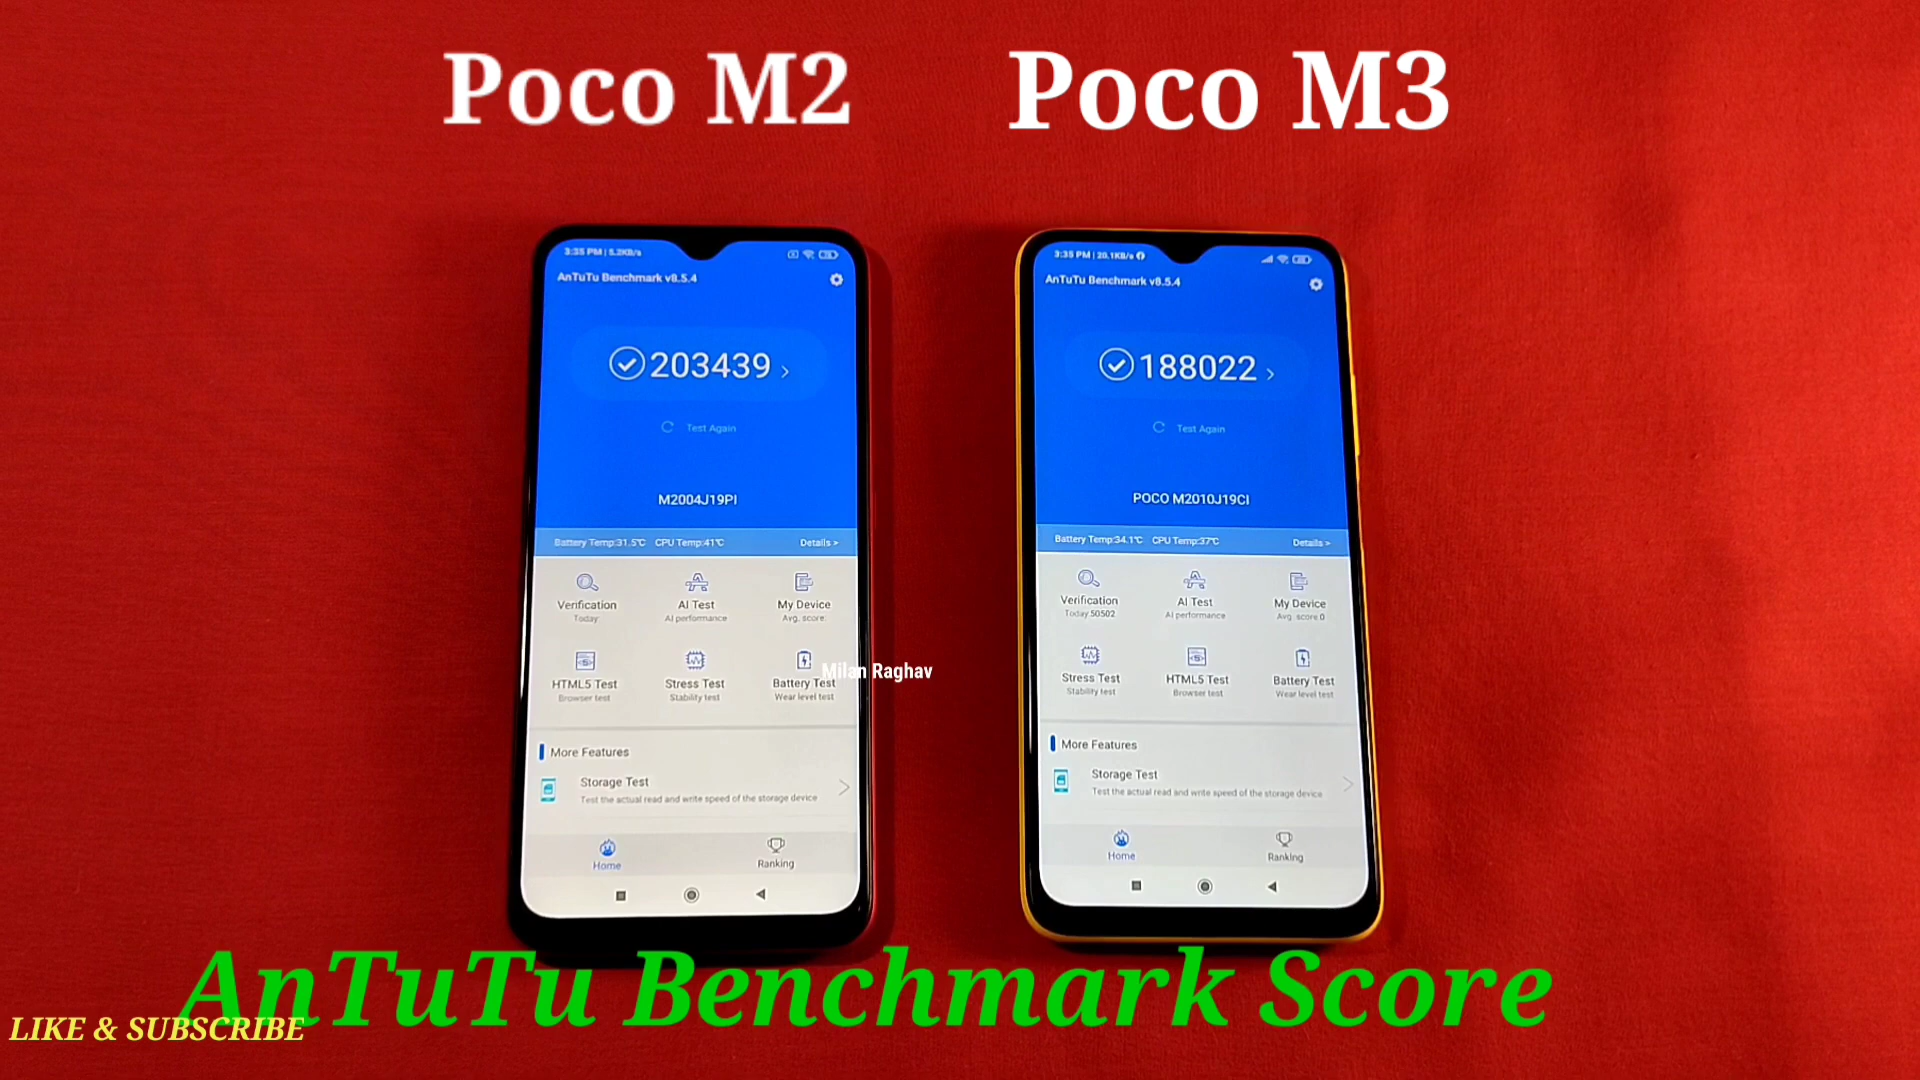 Poco M2
Poco M3
3:35 PM | 5.2KB/s
AnTuTu Benchmark v8.5.4
203439 >
Test Again
M2004J19PI
Battery Temp:31.5℃ CPU Temp:41℃ Details >
Verification AI Test My Device
Today: AI performance Avg. score:
HTML5 Test Stress Test Battery Test
Browser test Stability test Wear level test
More Features
Storage Test
Test the actual read and write speed of the storage device
Home Ranking
3:35 PM | 20.1KB/s
AnTuTu Benchmark v8.5.4
188022 >
Test Again
POCO M2010J19CI
Battery Temp:34.1℃ CPU Temp:37℃ Details >
Verification AI Test My Device
Today:50502 AI performance Avg. score:0
Stress Test HTML5 Test Battery Test
Stability test Browser test Wear level test
More Features
Storage Test
Test the actual read and write speed of the storage device
Home Ranking
Milan Raghav
AnTuTu Benchmark Score
LIKE & SUBSCRIBE